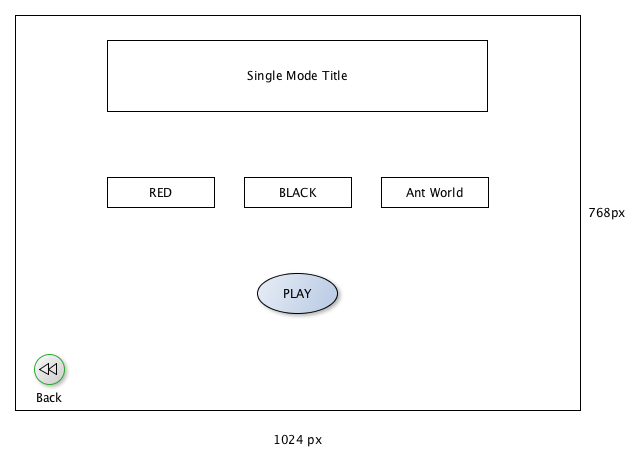 Single Mode Title
RED
BLACK
Ant World
768px
PLAY
Back
1024 px